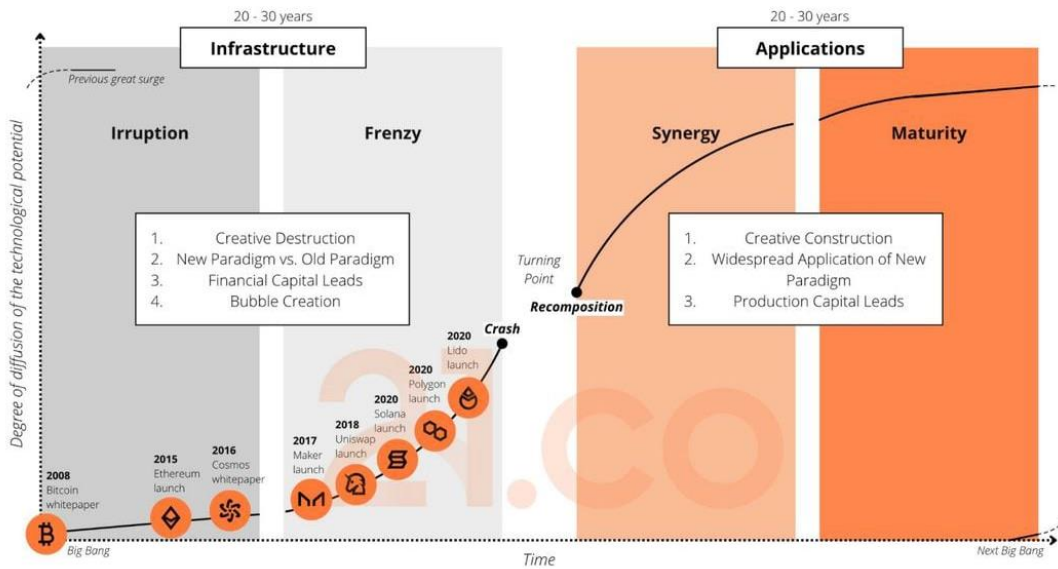 20 - 30 years
20 - 30 years
Infrastructure
Applications
Previous great surge
Irruption
Frenzy
Synergy
Maturity
1. Creative Destruction
2. New Paradigm vs. Old Paradigm
3. Financial Capital Leads
4. Bubble Creation
1. Creative Construction
2. Widespread Application of New
Paradigm
3. Production Capital Leads
Turning
Point
Recomposition
Crash
2020
Lido
launch
2020
Polygon
launch
2020
Solana
launch
2018
Uniswap
launch
2017
Maker
launch
2016
Cosmos
whitepaper
2015
Ethereum
launch
2008
Bitcoin
whitepaper
21.co
Big Bang
Time
Next Big Bang
Degree of diffusion of the technological potential